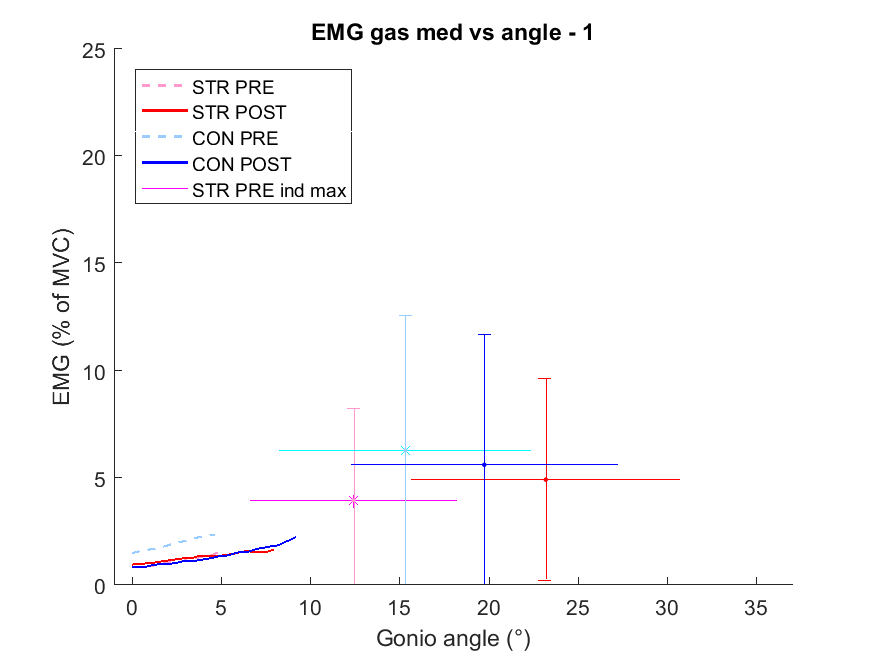 EMG gas med vs angle - 1
25
20
15
10
5
0
EMG (% of MVC)
STR PRE
STR POST
CON PRE
CON POST
STR PRE ind max
0 5 10 15 20 25 30 35
Gonio angle (°)